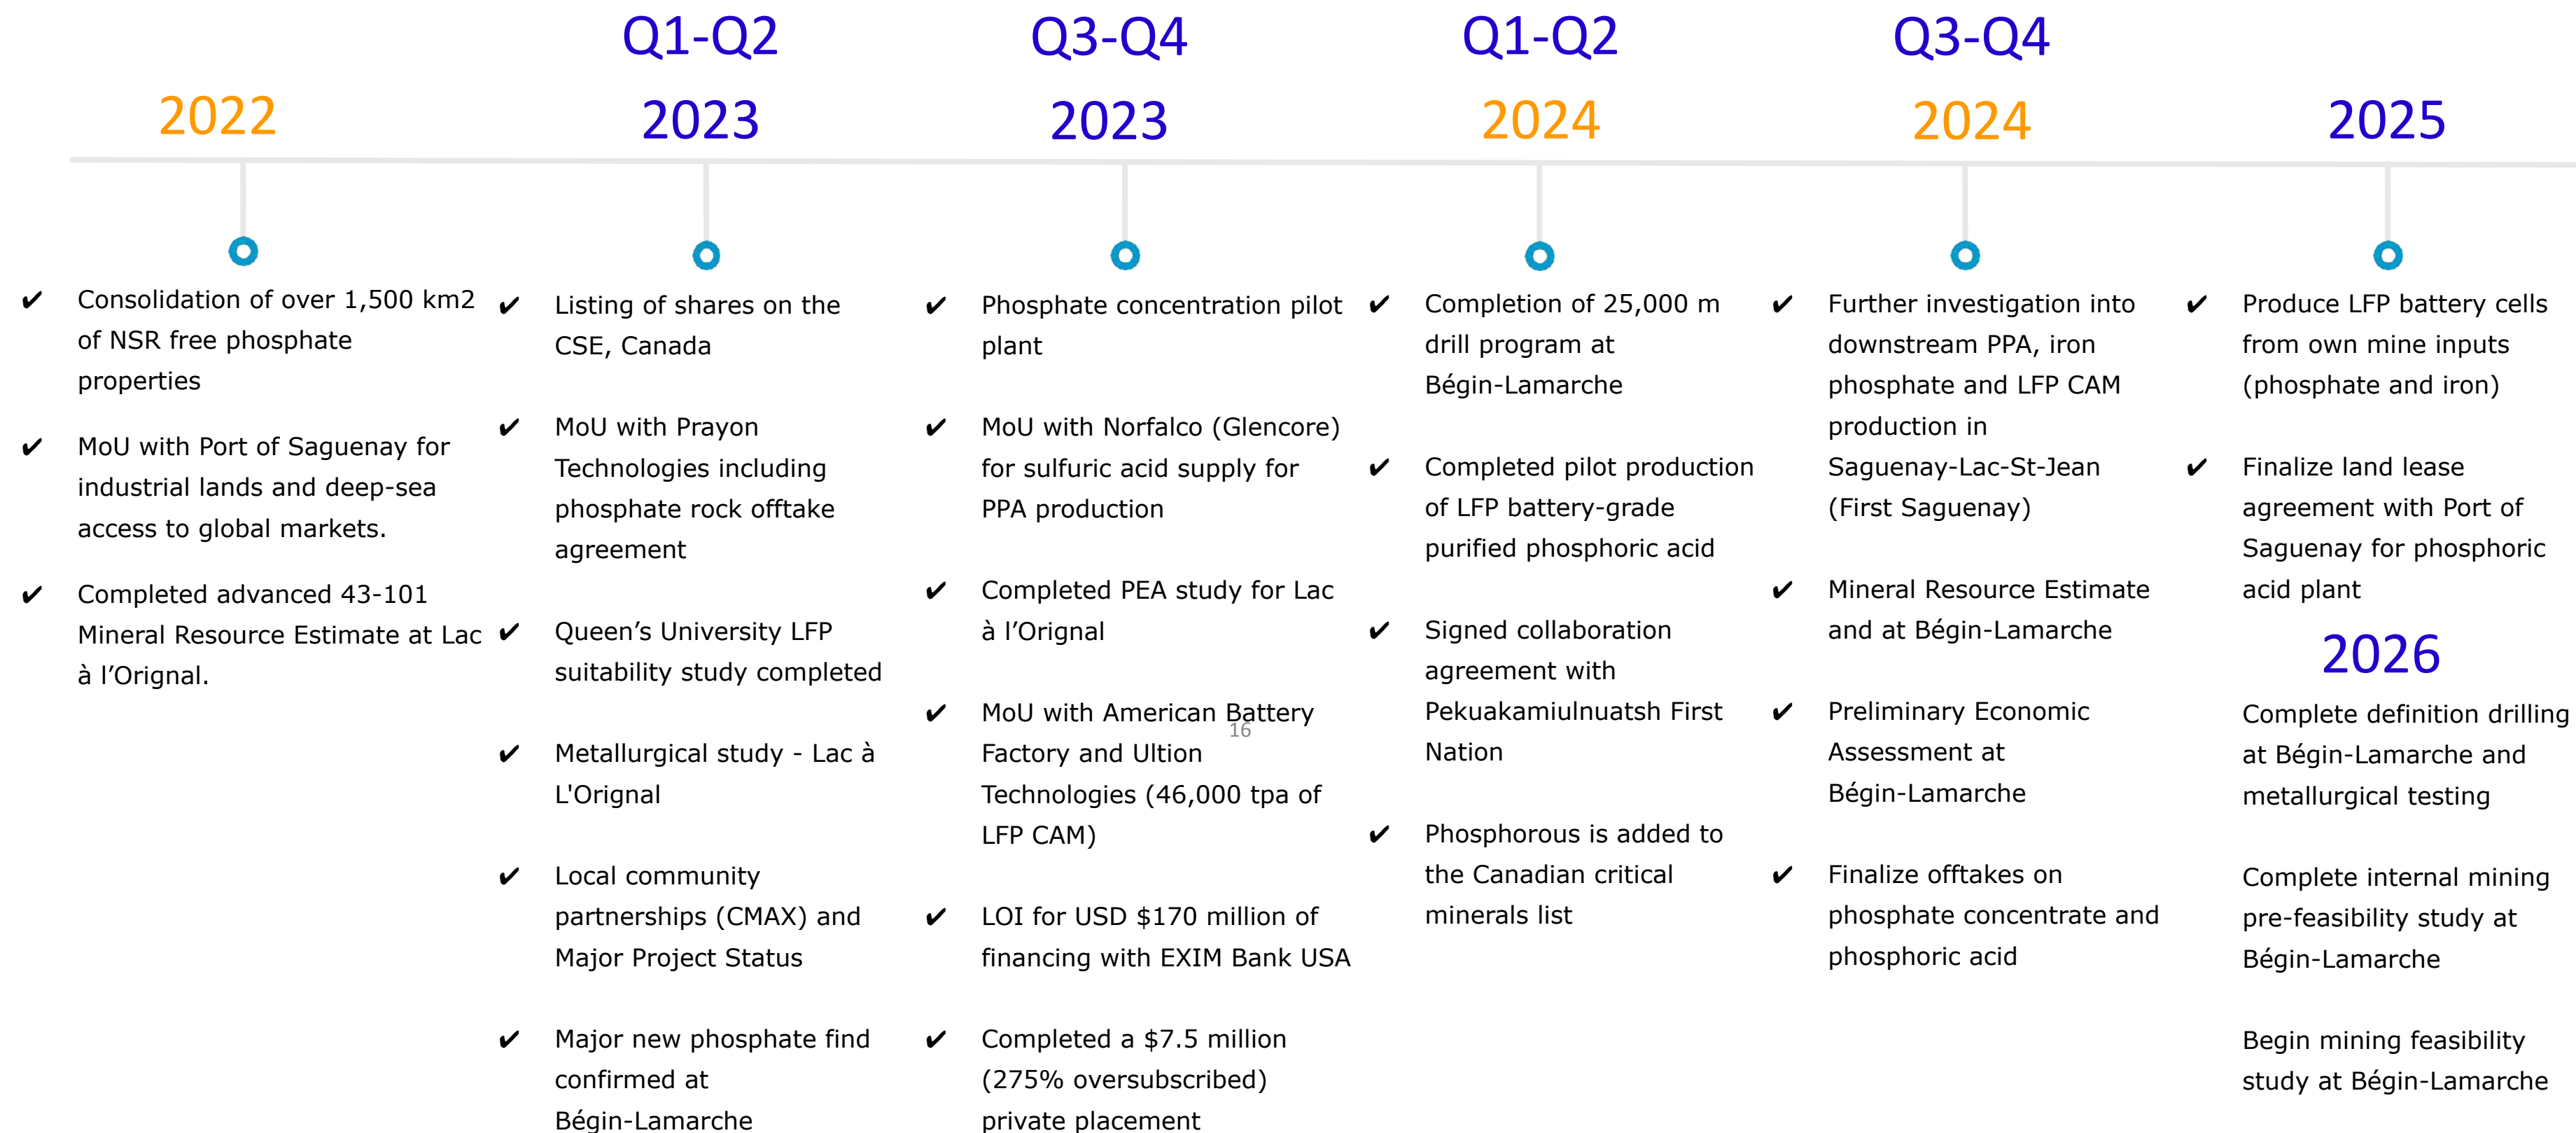 2022
✔ Consolidation of over 1,500 km2
of NSR free phosphate
properties
✔ MoU with Port of Saguenay for
industrial lands and deep-sea
access to global markets.
✔ Completed advanced 43-101
Mineral Resource Estimate at Lac
à l’Orignal.
Q1-Q2
2023
✔ Listing of shares on the
CSE, Canada
✔ MoU with Prayon
Technologies including
phosphate rock offtake
agreement
✔ Queen’s University LFP
suitability study completed
✔ Metallurgical study - Lac à
L'Orignal
✔ Local community
partnerships (CMAX) and
Major Project Status
✔ Major new phosphate find
confirmed at
Bégin-Lamarche
Q3-Q4
2023
✔ Phosphate concentration pilot
plant
✔ MoU with Norfalco (Glencore)
for sulfuric acid supply for
PPA production
✔ Completed PEA study for Lac
à l’Orignal
✔ MoU with American Battery
Factory and Ultion
Technologies (46,000 tpa of
LFP CAM)
✔ LOI for USD $170 million of
financing with EXIM Bank USA
✔ Completed a $7.5 million
(275% oversubscribed)
private placement
16
Q1-Q2
2024
✔ Completion of 25,000 m
drill program at
Bégin-Lamarche
✔ Completed pilot production
of LFP battery-grade
purified phosphoric acid
✔ Signed collaboration
agreement with
Pekuakamiulnuatsh First
Nation
✔ Phosphorous is added to
the Canadian critical
minerals list
Q3-Q4
2024
✔ Further investigation into
downstream PPA, iron
phosphate and LFP CAM
production in
Saguenay-Lac-St-Jean
(First Saguenay)
✔ Mineral Resource Estimate
and at Bégin-Lamarche
✔ Preliminary Economic
Assessment at
Bégin-Lamarche
✔ Finalize offtakes on
phosphate concentrate and
phosphoric acid
2025
✔ Produce LFP battery cells
from own mine inputs
(phosphate and iron)
✔ Finalize land lease
agreement with Port of
Saguenay for phosphoric
acid plant
2026
Complete definition drilling
at Bégin-Lamarche and
metallurgical testing
Complete internal mining
pre-feasibility study at
Bégin-Lamarche
Begin mining feasibility
study at Bégin-Lamarche